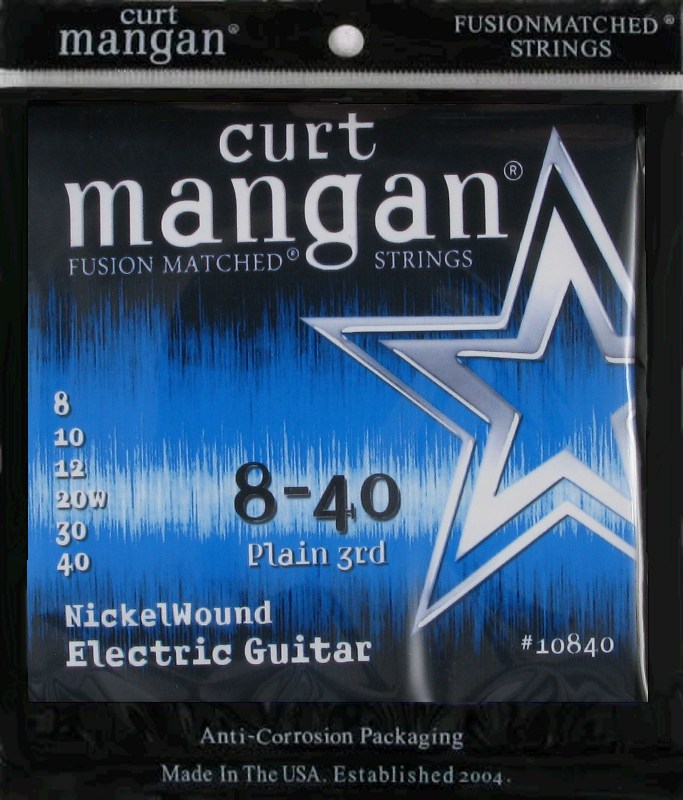 curt
mangan®
FUSIONMATCHED®
STRINGS
curt
mangan®
FUSION MATCHED® STRINGS
8
10
12
20W
30
40
8-40
Plain 3rd
NickelWound
Electric Guitar
#10840
Anti-Corrosion Packaging
Made In The USA. Established 2004.